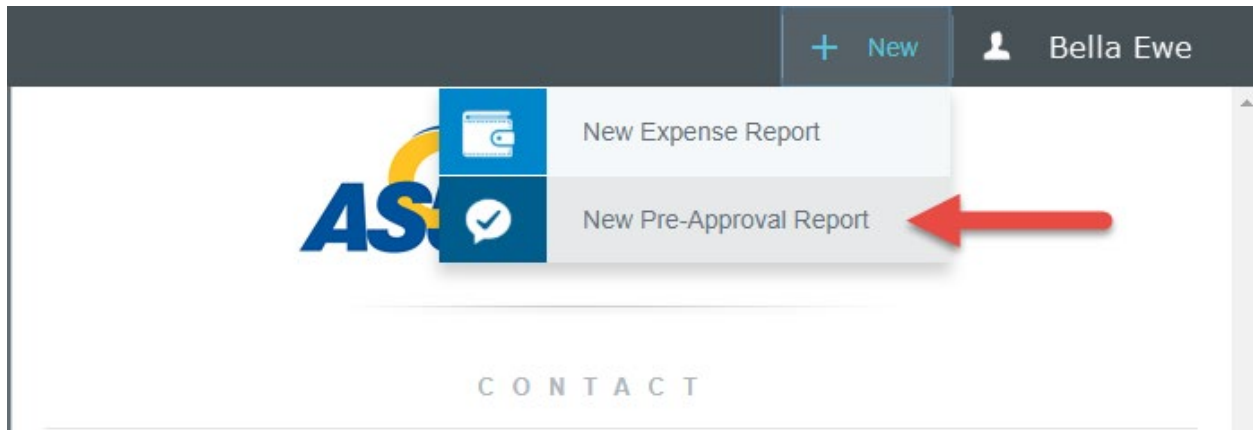 + New Bella Ewe
New Expense Report
New Pre-Approval Report
CONTACT